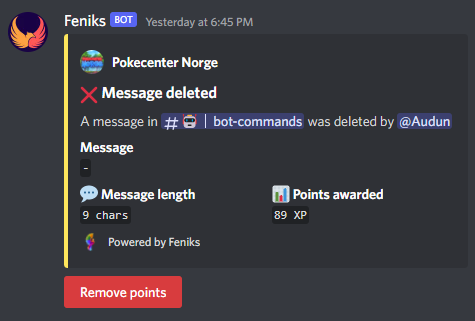 Feniks BOT Yesterday at 6:45 PM
Pokecenter Norge
Message deleted
A message in # | bot-commands was deleted by @Audun
Message
-
Message length Points awarded
9 chars 89 XP
Powered by Feniks
Remove points